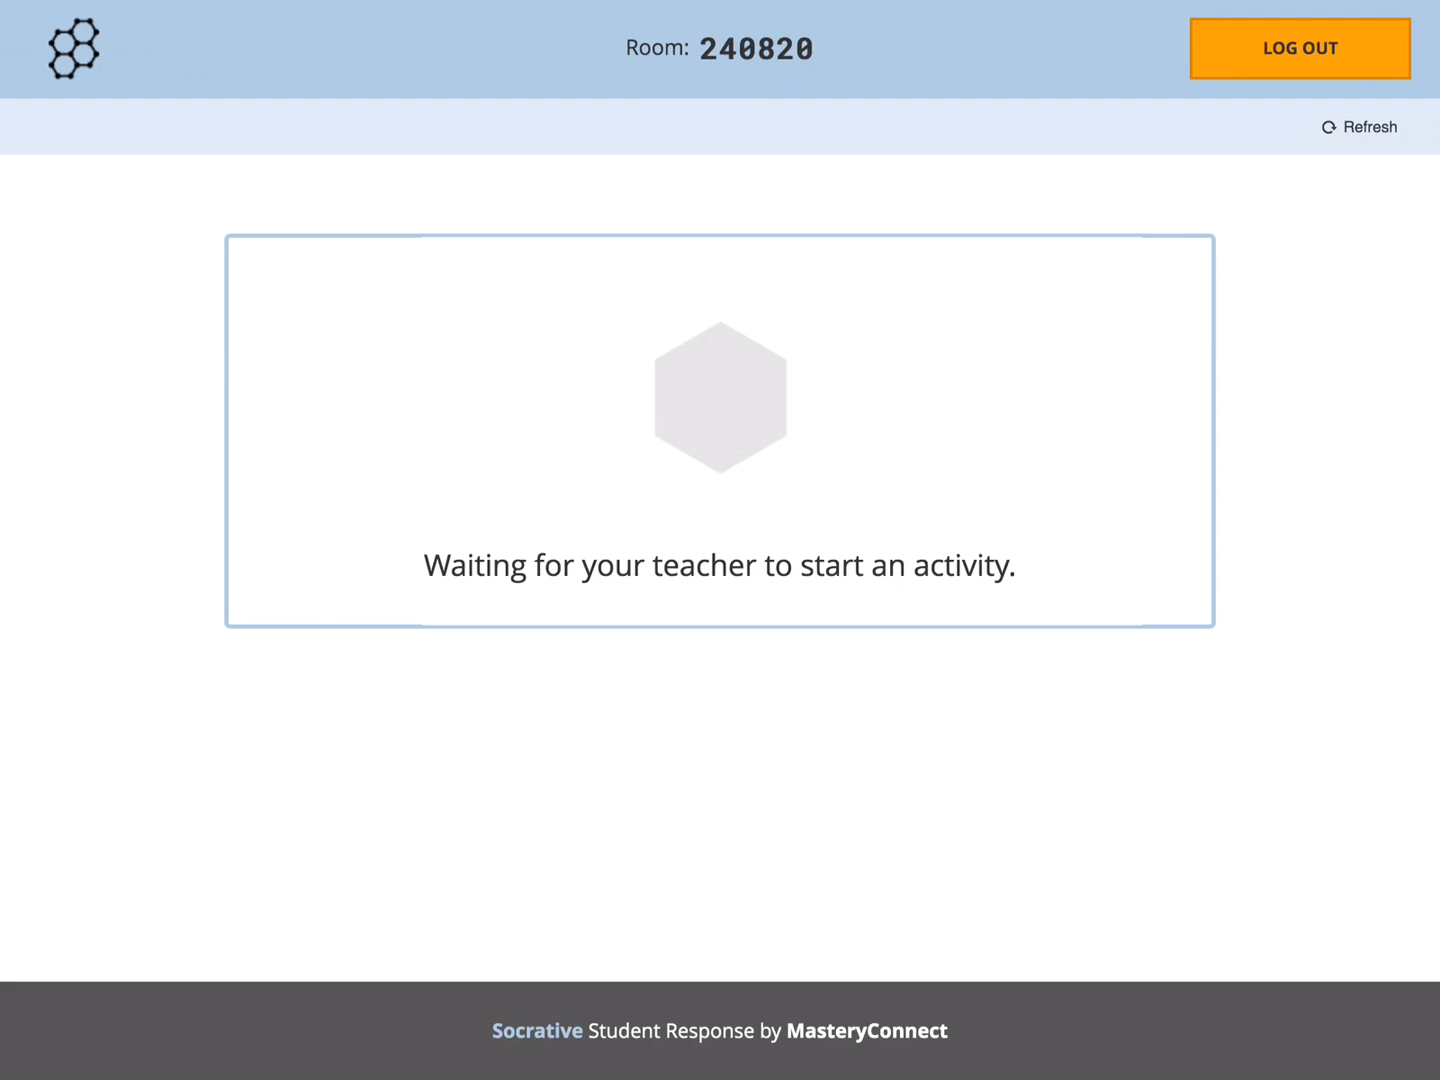 Room: 240820
LOG OUT
Refresh
Waiting for your teacher to start an activity.
Socrative Student Response by MasteryConnect